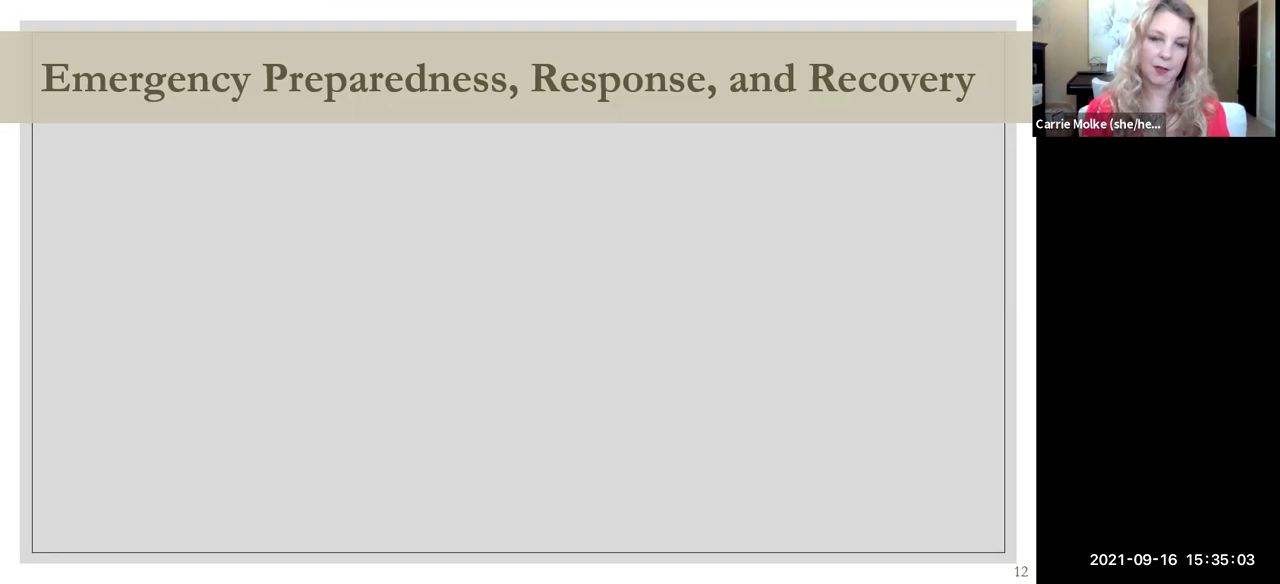 Emergency Preparedness, Response, and Recovery
Carrie Molke (she/he...
12
2021-09-16 15:35:03